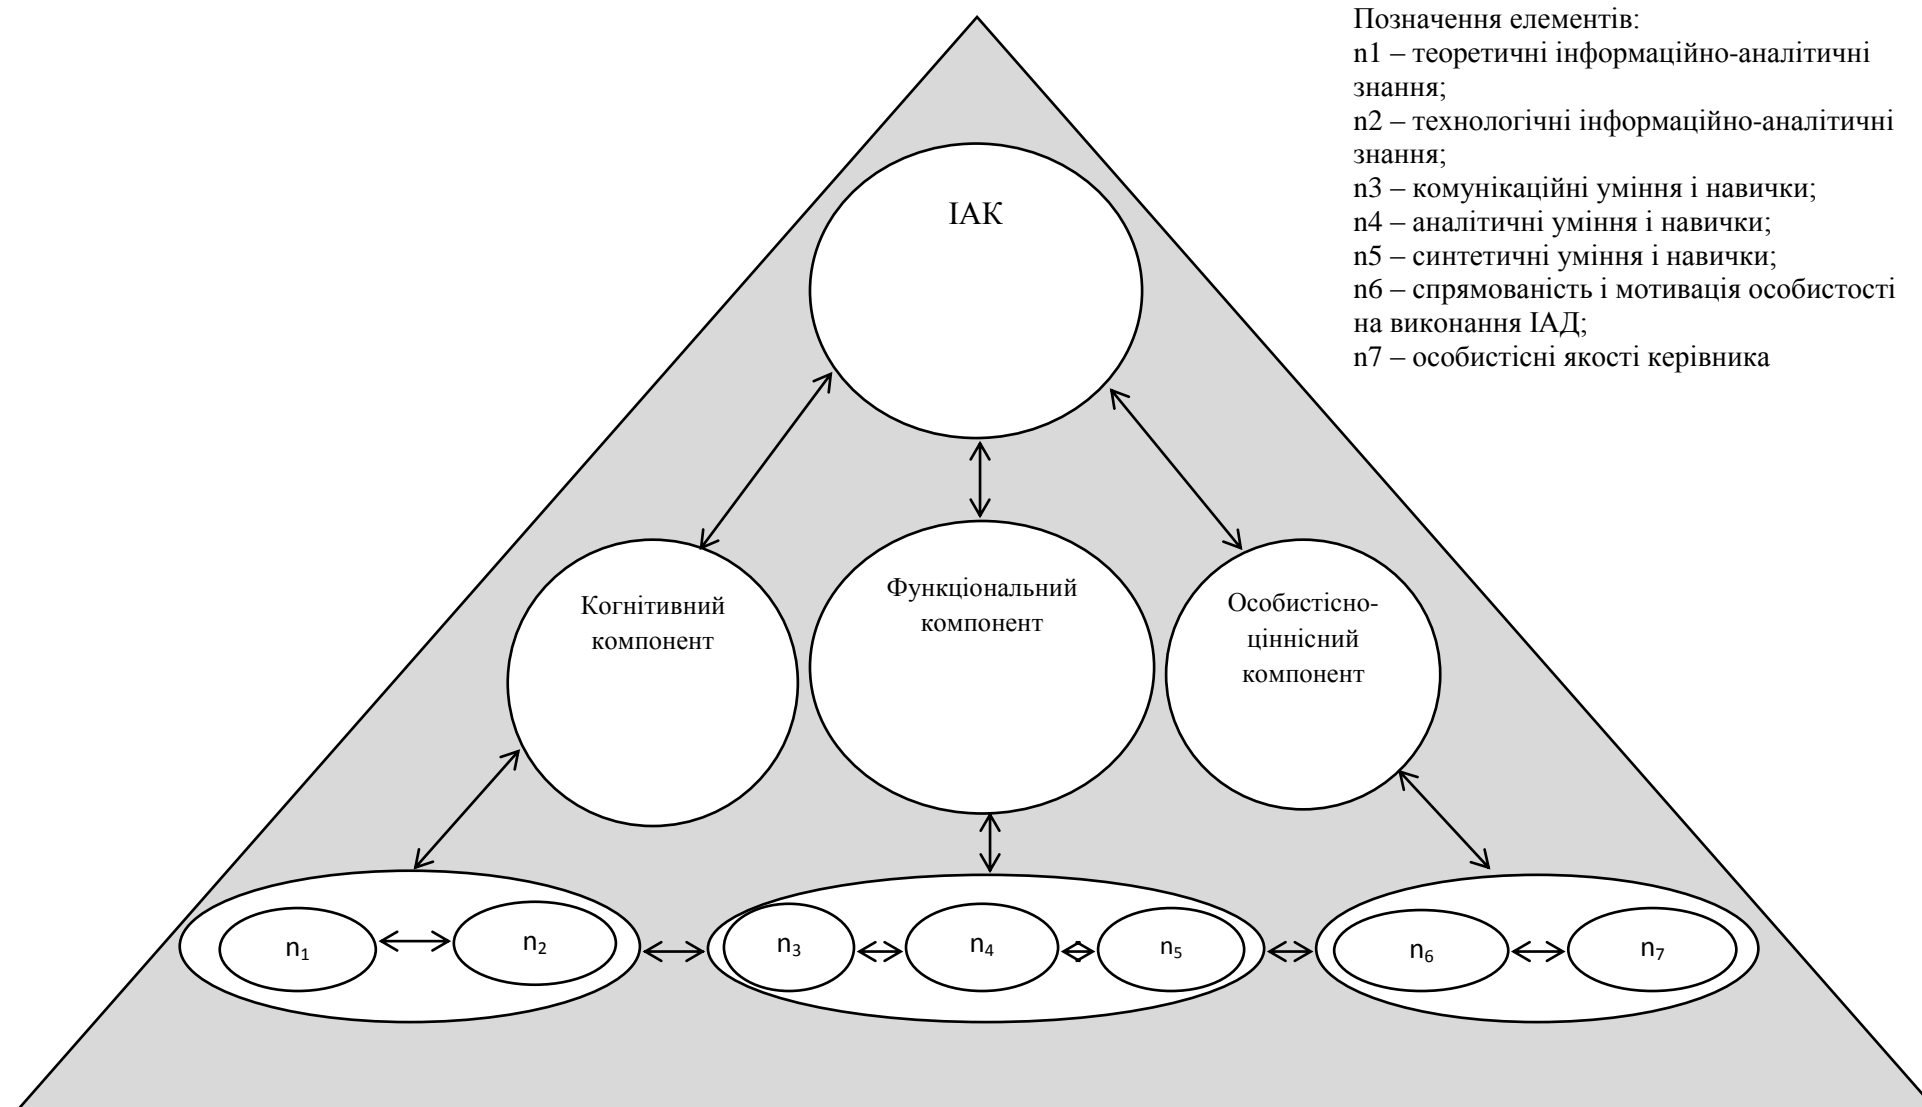 Позначення елементів:
n1 – теоретичні інформаційно-аналітичні
знання;
n2 – технологічні інформаційно-аналітичні
знання;
n3 – комунікаційні уміння і навички;
n4 – аналітичні уміння і навички;
n5 – синтетичні уміння і навички;
n6 – спрямованість і мотивація особистості
на виконання ІАД;
n7 – особистісні якості керівника
ІАК
Когнітивний
компонент
Функціональний
компонент
Особистісно-
ціннісний
компонент
n₁
n₂
n₃
n₄
n₅
n₆
n₇